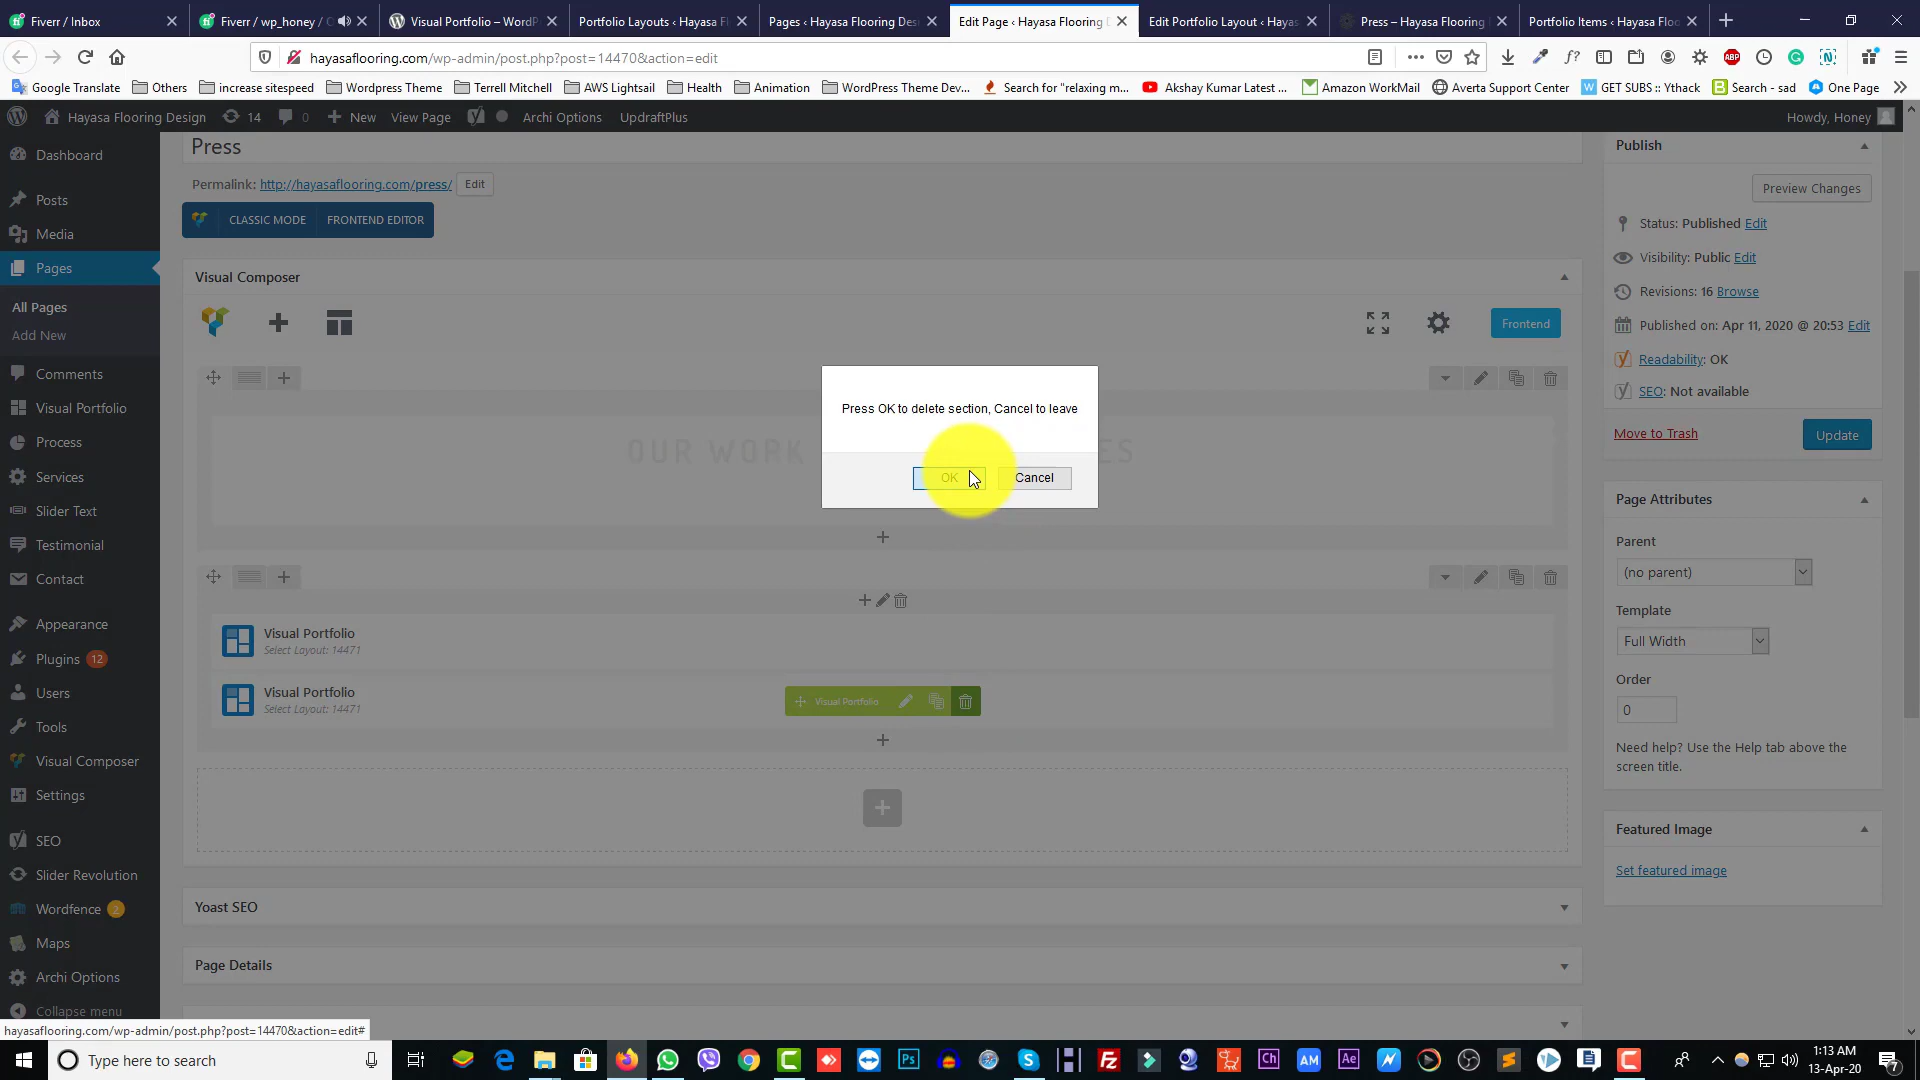 Fiverr / Inbox
Fiverr / wp_honey / O
Visual Portfolio – WordP
Portfolio Layouts ‹ Hayasa Fl
Pages ‹ Hayasa Flooring Desi
Edit Page ‹ Hayasa Flooring D
Edit Portfolio Layout ‹ Hayas
Press – Hayasa Flooring
Portfolio Items ‹ Hayasa Floo
hayasaflooring.com/wp-admin/post.php?post=14470&action=edit
Google Translate
Others
increase sitespeed
Wordpress Theme
Terrell Mitchell
AWS Lightsail
Health
Animation
WordPress Theme Dev...
Search for "relaxing m...
Akshay Kumar Latest ...
Amazon WorkMail
Averta Support Center
GET SUBS :: Ythack
Search - sad
One Page
Hayasa Flooring Design
14
0
New
View Page
Archi Options
UpdraftPlus
Howdy, Honey
Dashboard
Posts
Media
Pages
All Pages
Add New
Comments
Visual Portfolio
Process
Services
Slider Text
Testimonial
Contact
Appearance
Plugins 12
Users
Tools
Visual Composer
Settings
SEO
Slider Revolution
Wordfence 2
Maps
Archi Options
Collapse menu
Press
Permalink: http://hayasaflooring.com/press/ Edit
CLASSIC MODE
FRONTEND EDITOR
Visual Composer
Frontend
OUR WORK
ES
Press OK to delete section, Cancel to leave
OK
Cancel
Visual Portfolio
Select Layout: 14471
Visual Portfolio
Select Layout: 14471
Visual Portfolio
Yoast SEO
Page Details
Publish
Preview Changes
Status: Published Edit
Visibility: Public Edit
Revisions: 16 Browse
Published on: Apr 11, 2020 @ 20:53 Edit
Readability: OK
SEO: Not available
Move to Trash
Update
Page Attributes
Parent
(no parent)
Template
Full Width
Order
0
Need help? Use the Help tab above the
screen title.
Featured Image
Set featured image
hayasaflooring.com/wp-admin/post.php?post=14470&action=edit#
Type here to search
1:13 AM
13-Apr-20
7